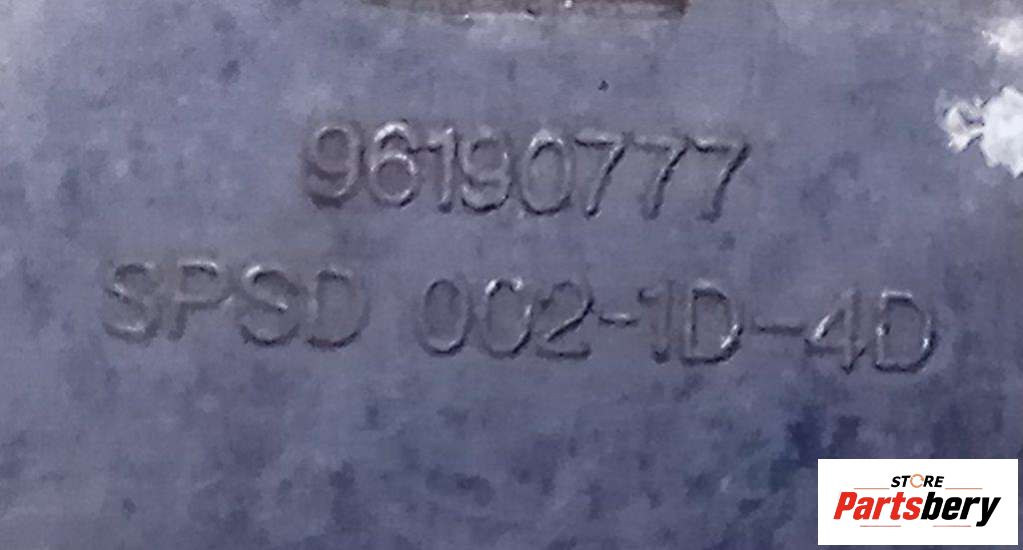 96190777
SPSD 002-1D-4D
STORE
Partsbery